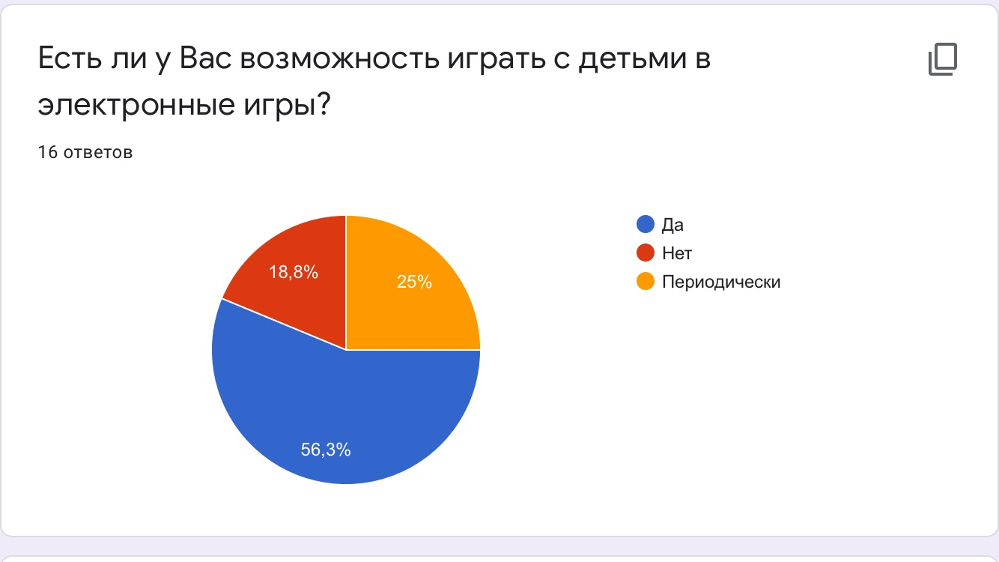 Есть ли у Вас возможность играть с детьми в
электронные игры?
16 ответов
Да
Нет
Периодически
18,8%
25%
56,3%